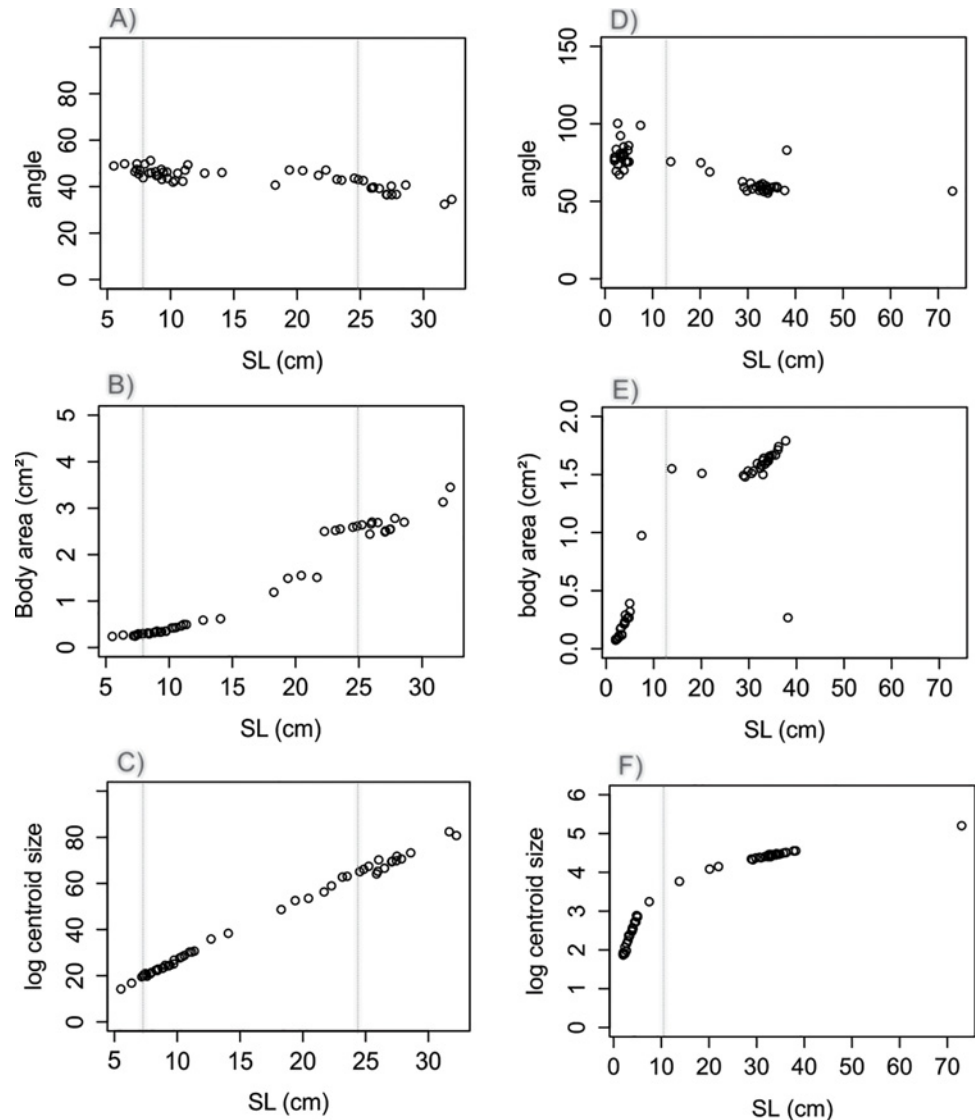 A)
80
60
40
20
0
angle
5 10 15 20 25 30
SL (cm)
D)
150
100
50
0
angle
0 10 20 30 40 50 60 70
SL (cm)
B)
5
4
3
2
1
0
Body area (cm²)
5 10 15 20 25 30
SL (cm)
E)
2.0
1.5
1.0
0.5
0.0
body area (cm²)
0 10 20 30 40 50 60 70
SL (cm)
C)
80
60
40
20
0
log centroid size
5 10 15 20 25 30
SL (cm)
F)
6
5
4
3
2
1
0
log centroid size
0 10 20 30 40 50 60 70
SL (cm)